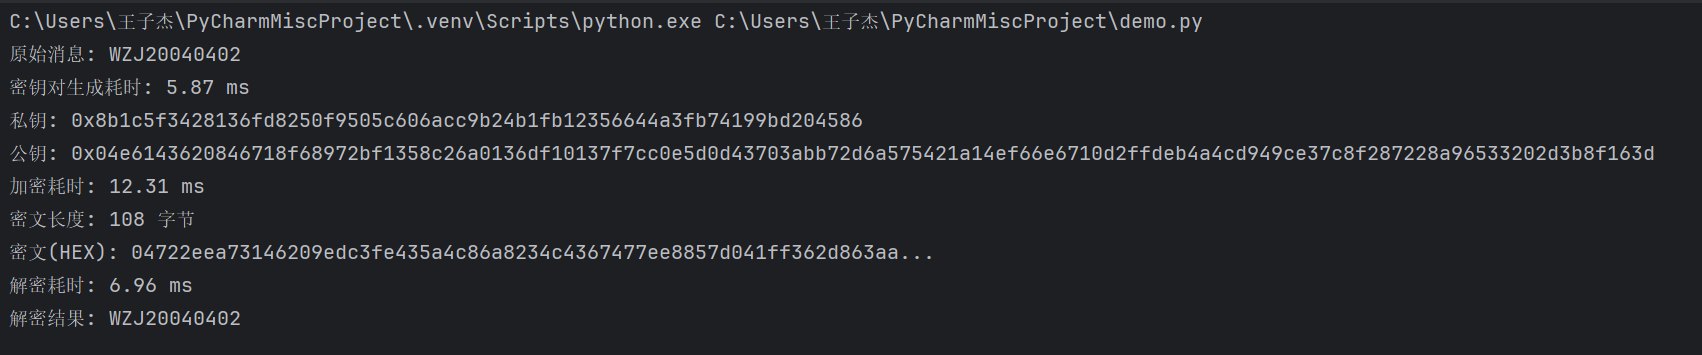 C:\Users\王子杰\PyCharmMiscProject\.venv\Scripts\python.exe C:\Users\王子杰\PyCharmMiscProject\demo.py
原始消息: WZJ20040402
密钥对生成耗时: 5.87 ms
私钥: 0x8b1c5f3428136fd8250f9505c606acc9b24b1fb12356644a3fb74199bd204586
公钥: 0x04e6143620846718f68972bf1358c26a0136df10137f7cc0e5d0d43703abb72d6a575421a14ef66e6710d2ffdeb4a4cd949ce37c8f287228a96533202d3b8f163d
加密耗时: 12.31 ms
密文长度: 108 字节
密文(HEX): 04722eea73146209edc3fe435a4c86a8234c4367477ee8857d041ff362d863aa...
解密耗时: 6.96 ms
解密结果: WZJ20040402